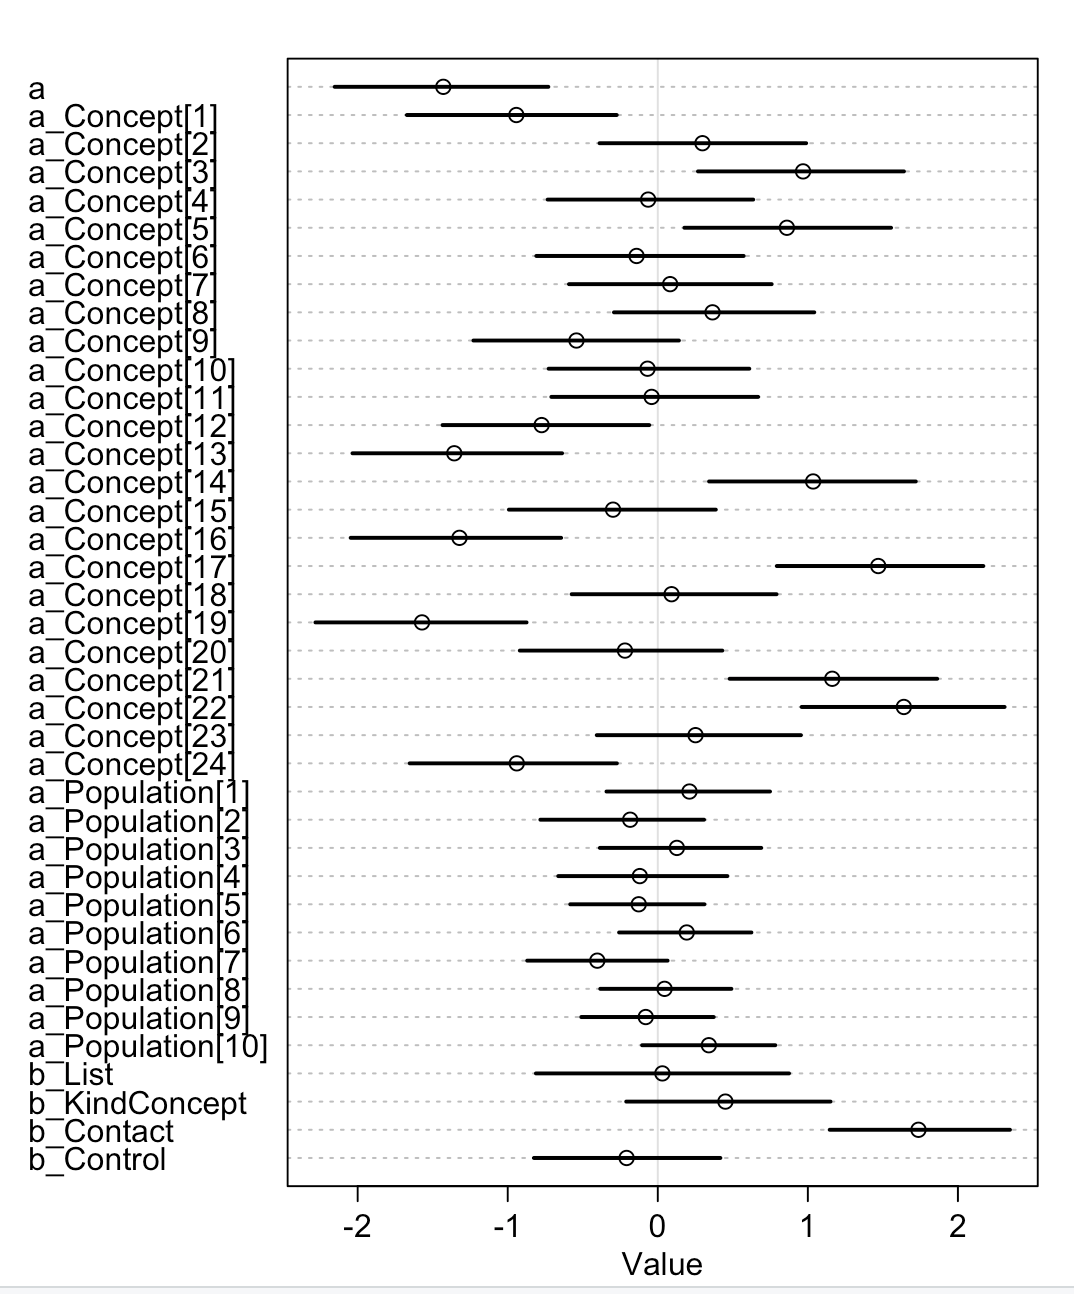 a
a_Concept[1]
a_Concept[2]
a_Concept[3]
a_Concept[4]
a_Concept[5]
a_Concept[6]
a_Concept[7]
a_Concept[8]
a_Concept[9]
a_Concept[10]
a_Concept[11]
a_Concept[12]
a_Concept[13]
a_Concept[14]
a_Concept[15]
a_Concept[16]
a_Concept[17]
a_Concept[18]
a_Concept[19]
a_Concept[20]
a_Concept[21]
a_Concept[22]
a_Concept[23]
a_Concept[24]
a_Population[1]
a_Population[2]
a_Population[3]
a_Population[4]
a_Population[5]
a_Population[6]
a_Population[7]
a_Population[8]
a_Population[9]
a_Population[10]
b_List
b_KindConcept
b_Contact
b_Control
-2 -1 0 1 2
Value